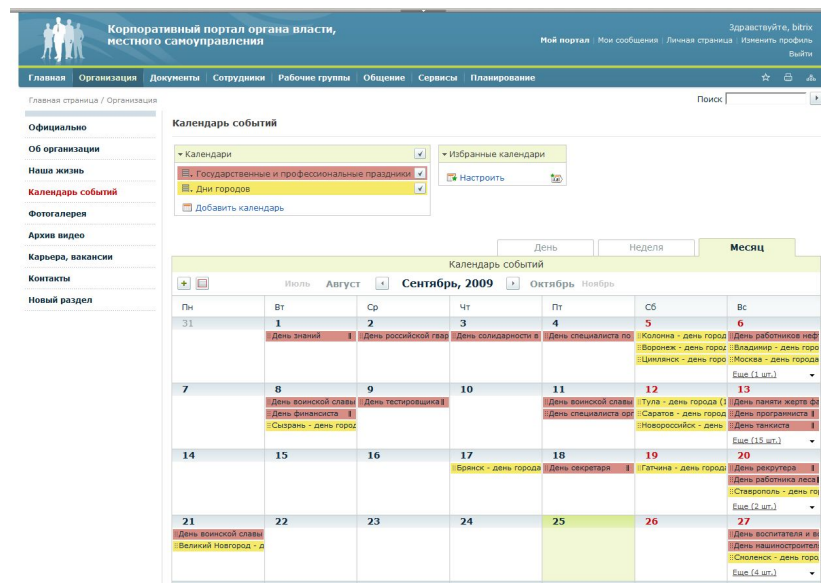 Корпоративный портал органа власти,
местного самоуправления
Здравствуйте, bitrix
Мой портал | Мои сообщения | Личная страница | Изменить профиль
Выйти
Главная Организация Документы Сотрудники Рабочие группы Общение Сервисы Планирование
Главная страница / Организация
Поиск
Официально
Об организации
Наша жизнь
Календарь событий
Фотогалерея
Архив видео
Карьера, вакансии
Контакты
Новый раздел
Календарь событий
Календари
Государственные и профессиональные праздники
Дни городов
Добавить календарь
Избранные календари
Настроить
День Неделя Месяц
Календарь событий
Июль Август Сентябрь, 2009 Октябрь Ноябрь
Пн Вт Ср Чт Пт Сб Вс
31 1 2 3 4 5 6
День знаний День российской гвар День солидарности в День специалиста по Коломна - день город День работников неф
Воронеж - день город Владимир - день горо
Цимлянск - день горо Москва - день города
Еще (1 шт.)
7 8 9 10 11 12 13
День воинской славы День тестировщика День воинской славы Тула - день города ( День памяти жертв фа
День финансиста День специалиста орг Саратов - день город День программиста
Сызрань - день город Новороссийск - день День танкиста
Еще (15 шт.)
14 15 16 17 18 19 20
Брянск - день города День секретаря Гатчина - день город День рекрутера
День работника леса
Ставрополь - день го
Еще (2 шт.)
21 22 23 24 25 26 27
День воинской славы День воспитателя и в
Великий Новгород - д День машиностроител
Смоленск - день горо
Еще (4 шт.)